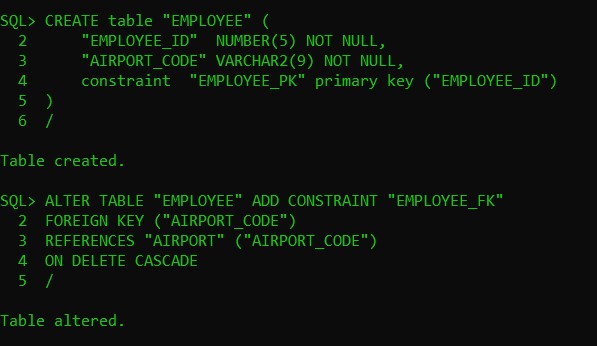 SQL> CREATE table "EMPLOYEE" (
  2      "EMPLOYEE_ID"  NUMBER(5) NOT NULL,
  3      "AIRPORT_CODE" VARCHAR2(9) NOT NULL,
  4      constraint  "EMPLOYEE_PK" primary key ("EMPLOYEE_ID")
  5  )
  6  /
Table created.
SQL> ALTER TABLE "EMPLOYEE" ADD CONSTRAINT "EMPLOYEE_FK"
  2  FOREIGN KEY ("AIRPORT_CODE")
  3  REFERENCES "AIRPORT" ("AIRPORT_CODE")
  4  ON DELETE CASCADE
  5  /
Table altered.